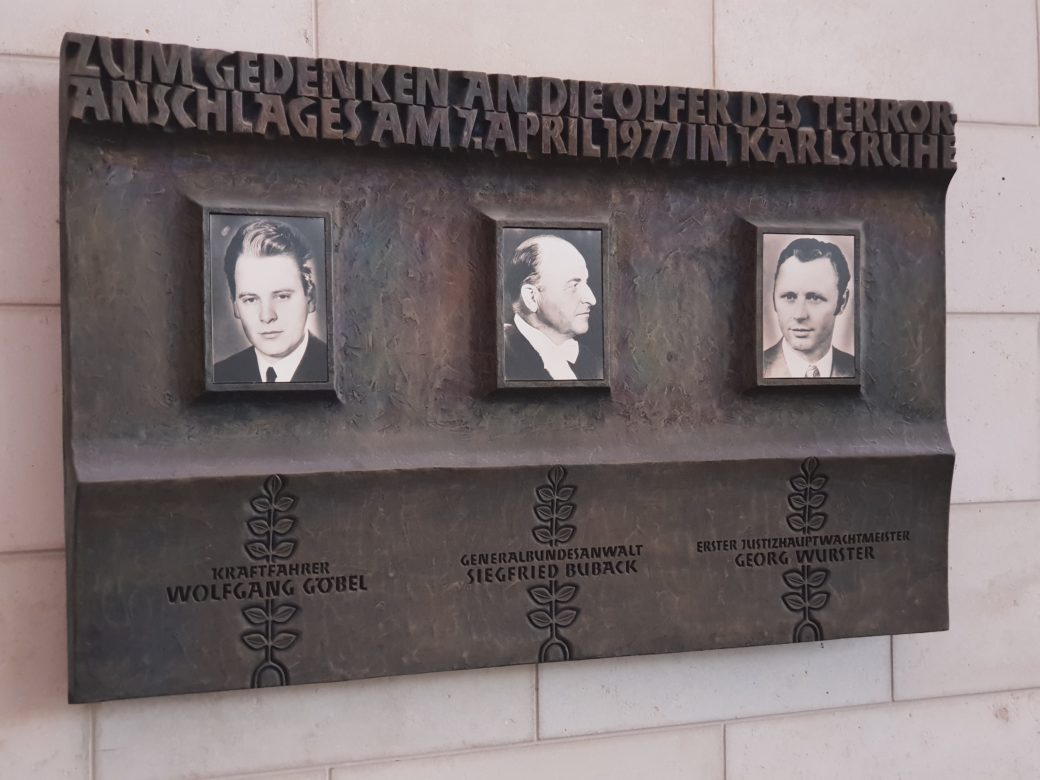 ZUM GEDENKEN AN DIE OPFER DES TERROR-
ANSCHLAGES AM 7. APRIL 1977 IN KARLSRUHE
KRAFTFAHRER
WOLFGANG GÖBEL
GENERALBUNDESANWALT
SIEGFRIED BUBACK
ERSTER JUSTIZHAUPTWACHTMEISTER
GEORG WURSTER